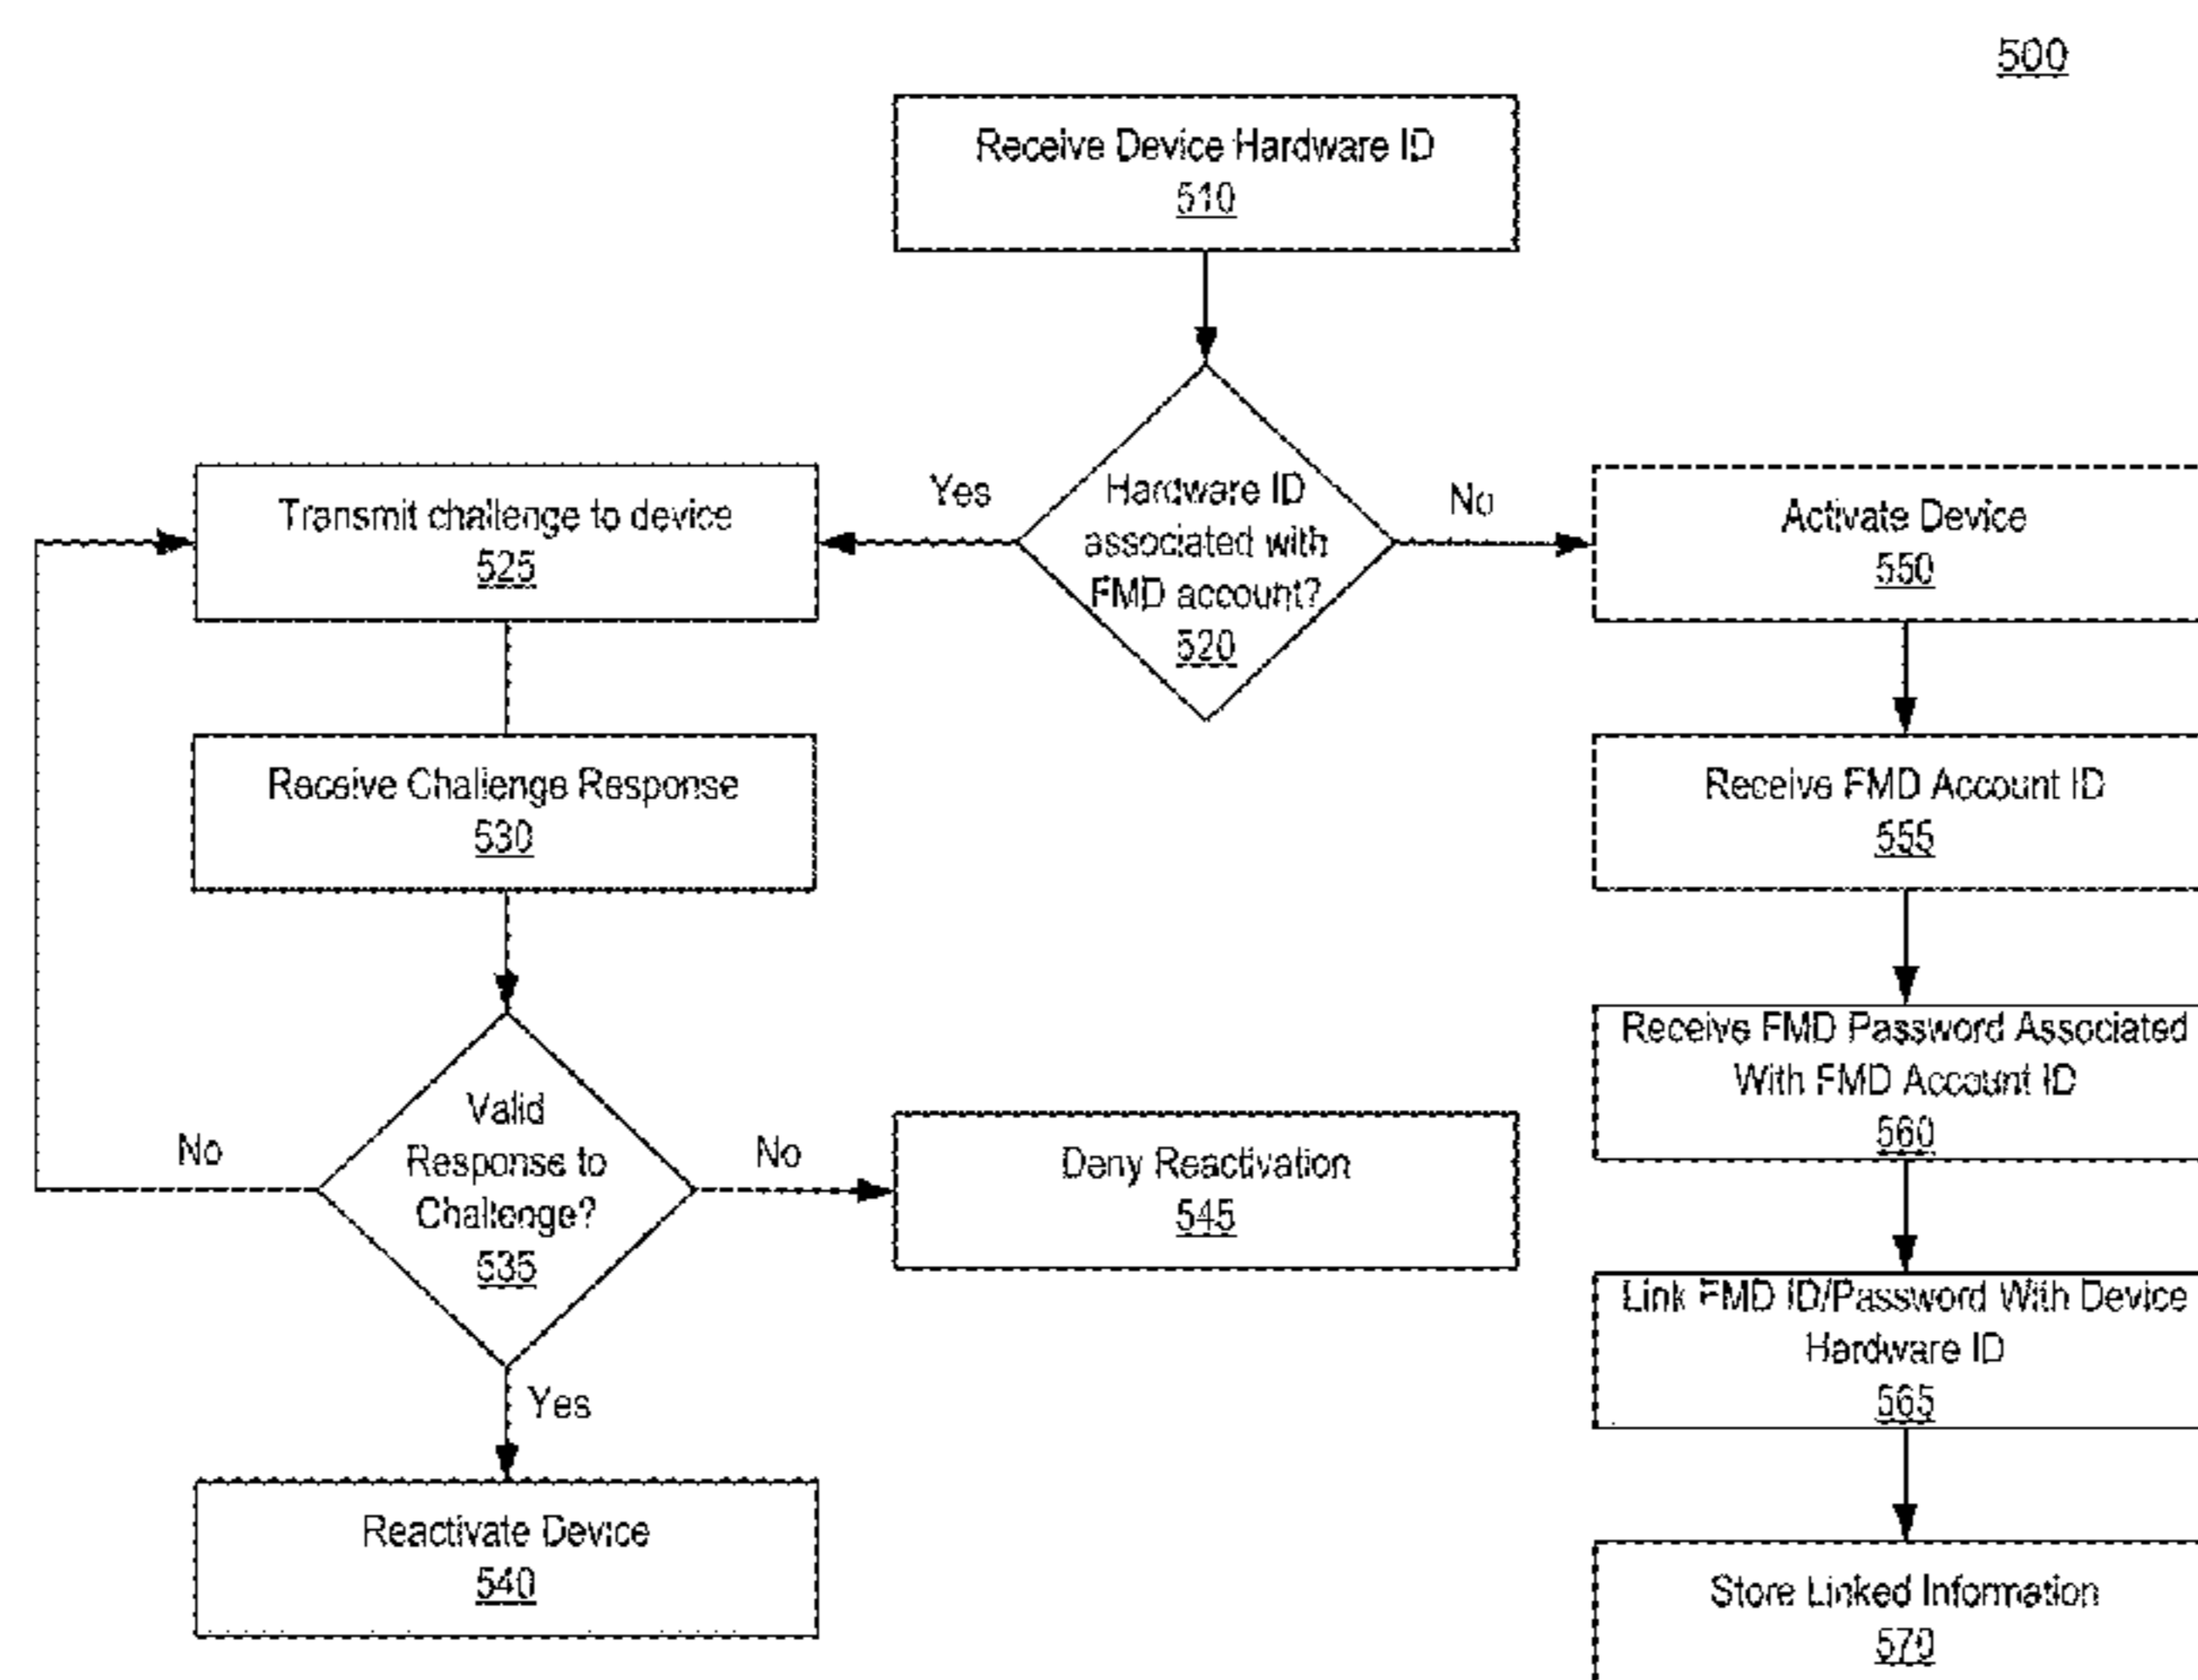 500
Receive Device Hardware ID
510
Hardware ID
associated with
FMD account?
520
Yes
No
Transmit challenge to device
525
Activate Device
550
Receive Challenge Response
530
Receive FMD Account ID
555
Valid
Response to
Challenge?
535
No
No
Yes
Deny Reactivation
545
Receive FMD Password Associated
With FMD Account ID
560
Link FMD ID/Password With Device
Hardware ID
565
Reactivate Device
540
Store Linked Information
570